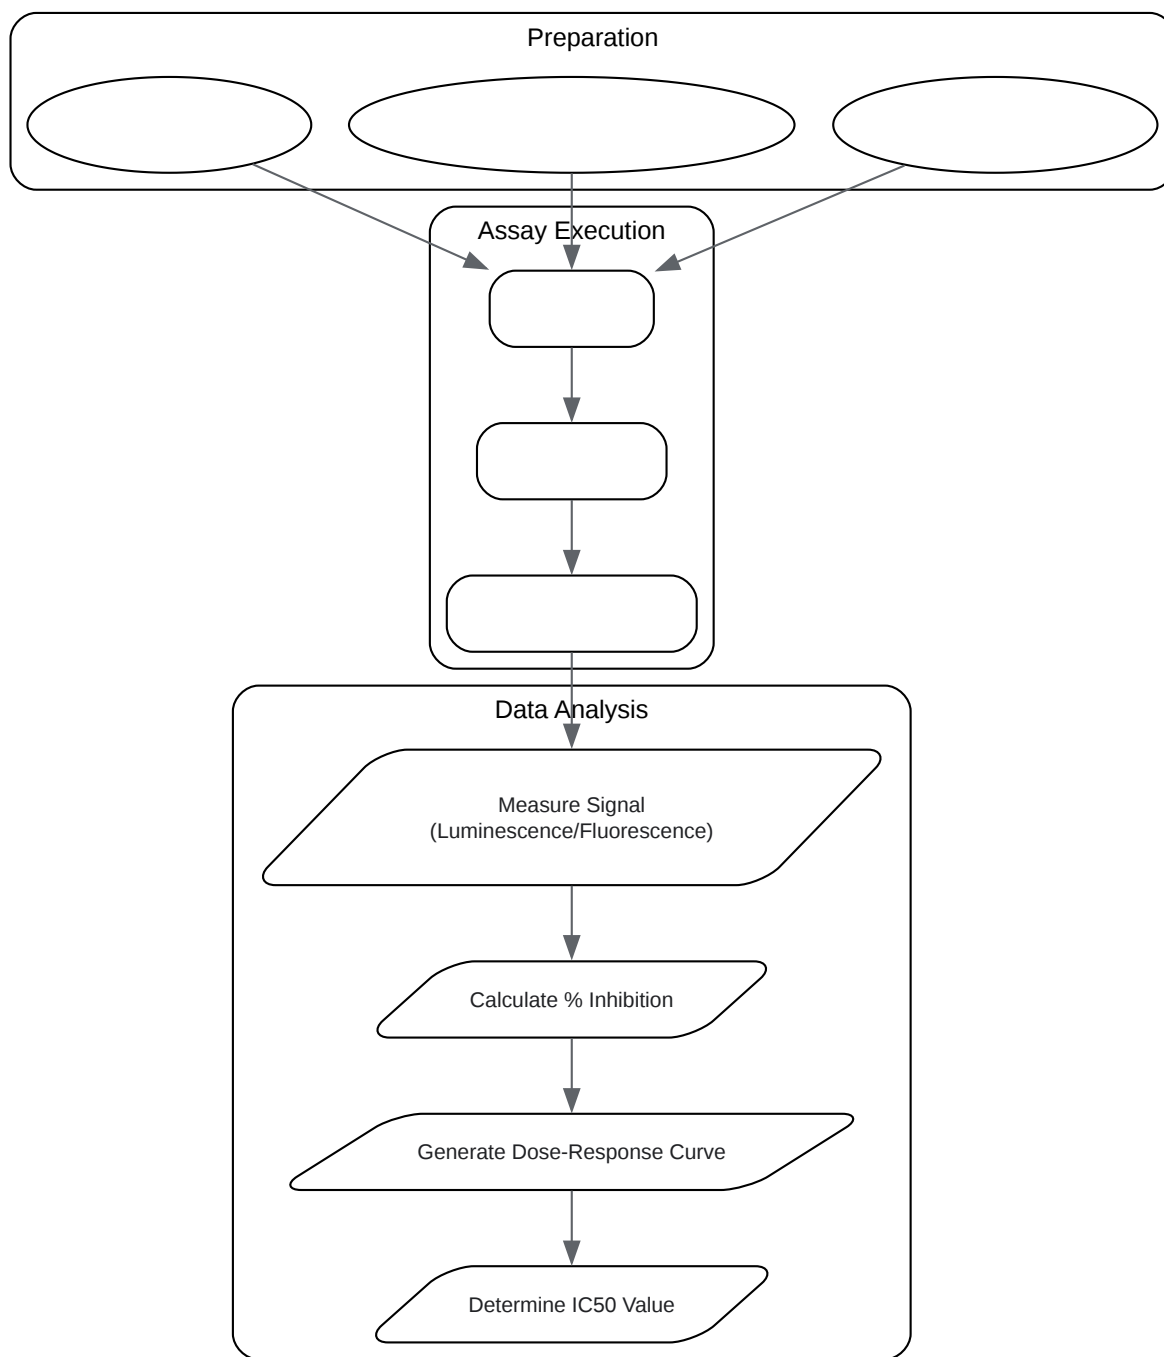 Preparation
Assay Execution
Data Analysis
Measure Signal
(Luminescence/Fluorescence)
Calculate % Inhibition
Generate Dose-Response Curve
Determine IC50 Value